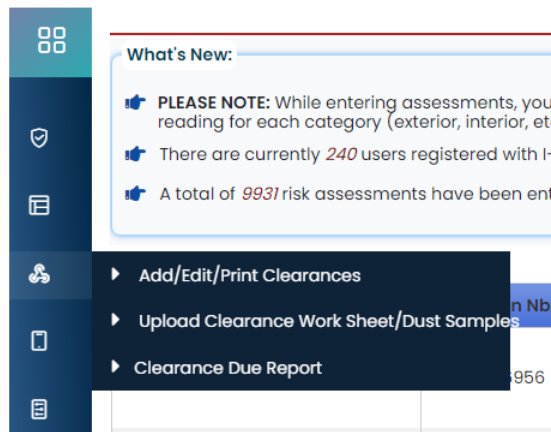 What's New:
PLEASE NOTE: While entering assessments, you
reading for each category (exterior, interior, et
There are currently 240 users registered with I-
A total of 9931 risk assessments have been ent
Add/Edit/Print Clearances
n Nb
Upload Clearance Work Sheet/Dust Samples
Clearance Due Report
6956